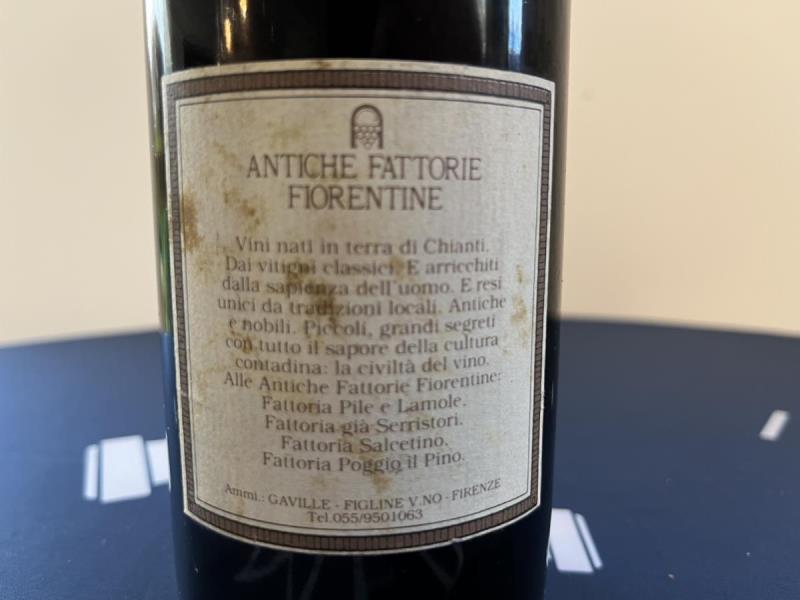 ANTICHE FATTORIE
FIORENTINE
Vini nati in terra di Chianti.
Dai vitigni classici. E arricchiti
dalla sapienza dell'uomo. E resi
unici da tradizioni locali. Antiche
e nobili. Piccoli, grandi segreti
con tutto il sapore della cultura
contadina: la civiltà del vino.
Alle Antiche Fattorie Fiorentine:
Fattoria Pile e Lamole.
Fattoria già Serristori.
Fattoria Salcetino.
Fattoria Poggio il Pino.
Ammi.: GAVILLE - FIGLINE V.NO - FIRENZE
Tel.055/9501063